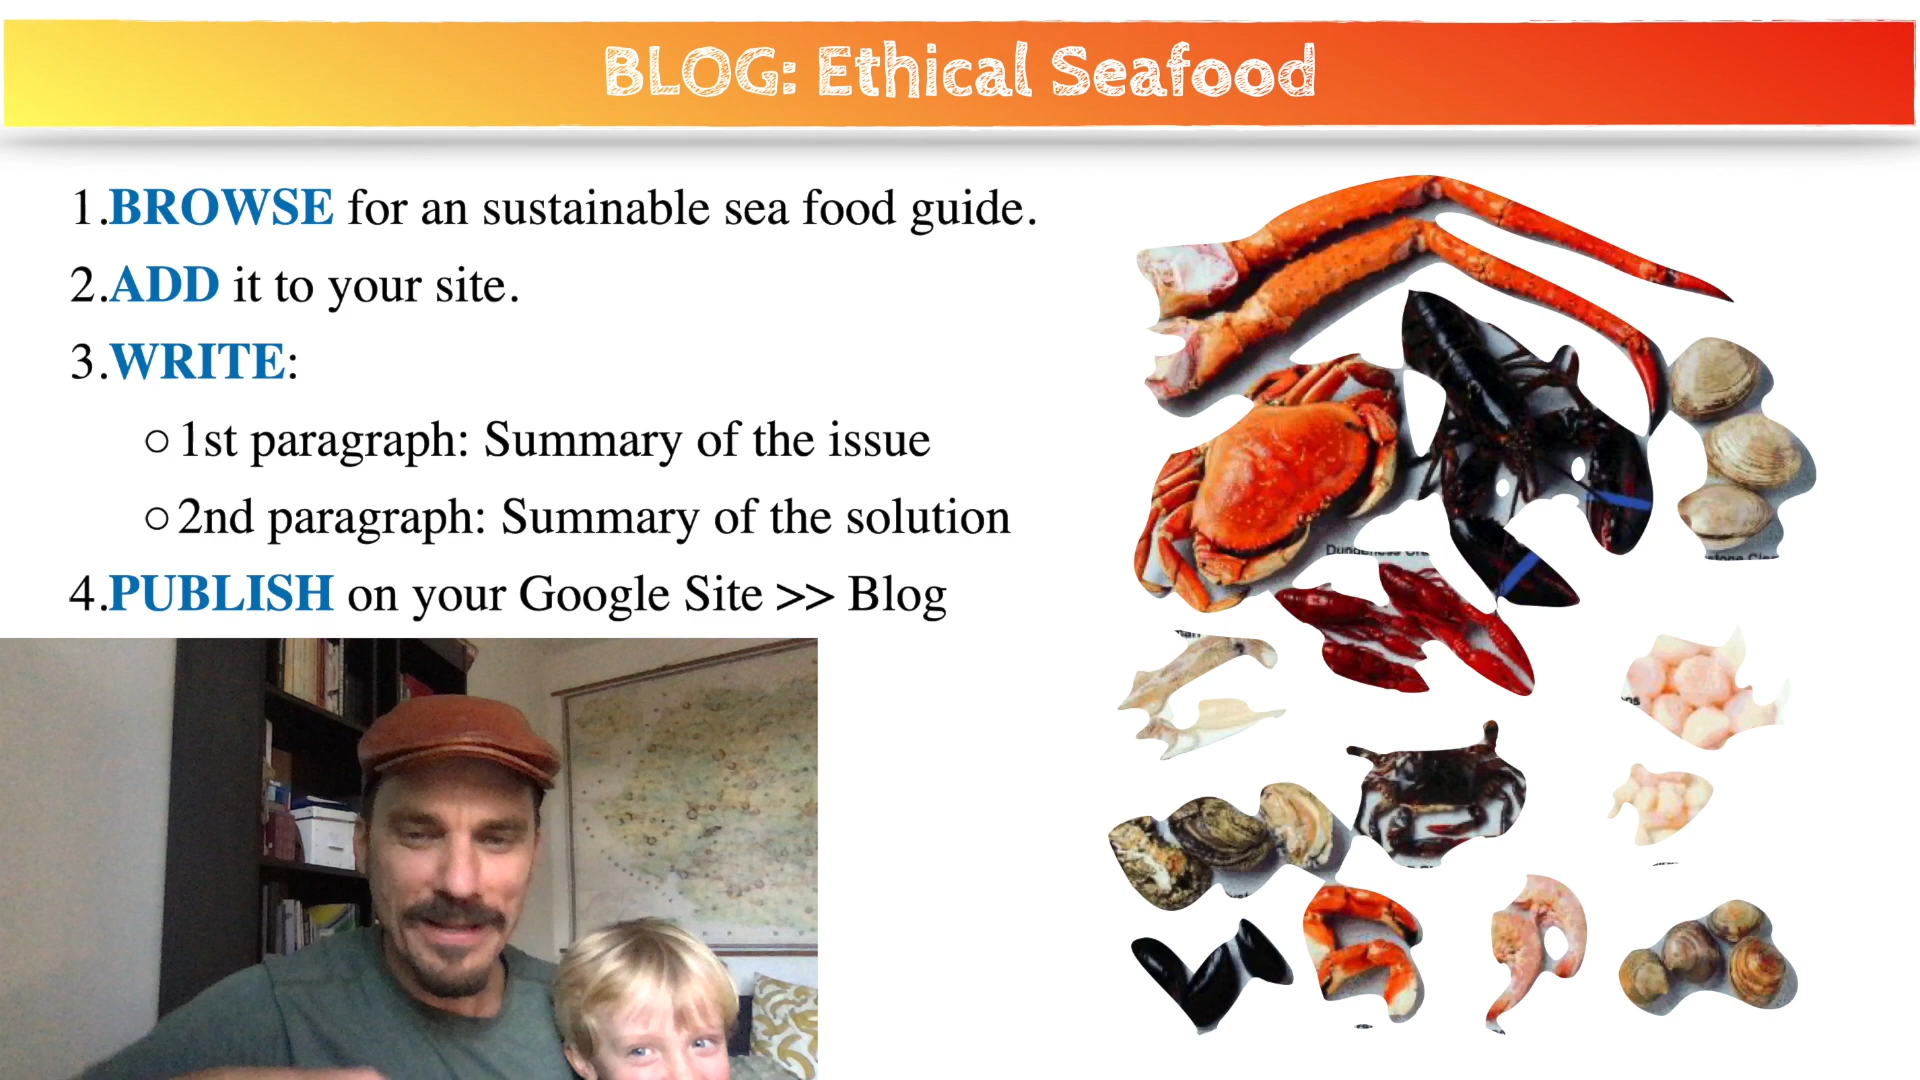 BLOG: Ethical Seafood
1.BROWSE for an sustainable sea food guide.
2.ADD it to your site.
3.WRITE:
○ 1st paragraph: Summary of the issue
○ 2nd paragraph: Summary of the solution
4.PUBLISH on your Google Site >> Blog